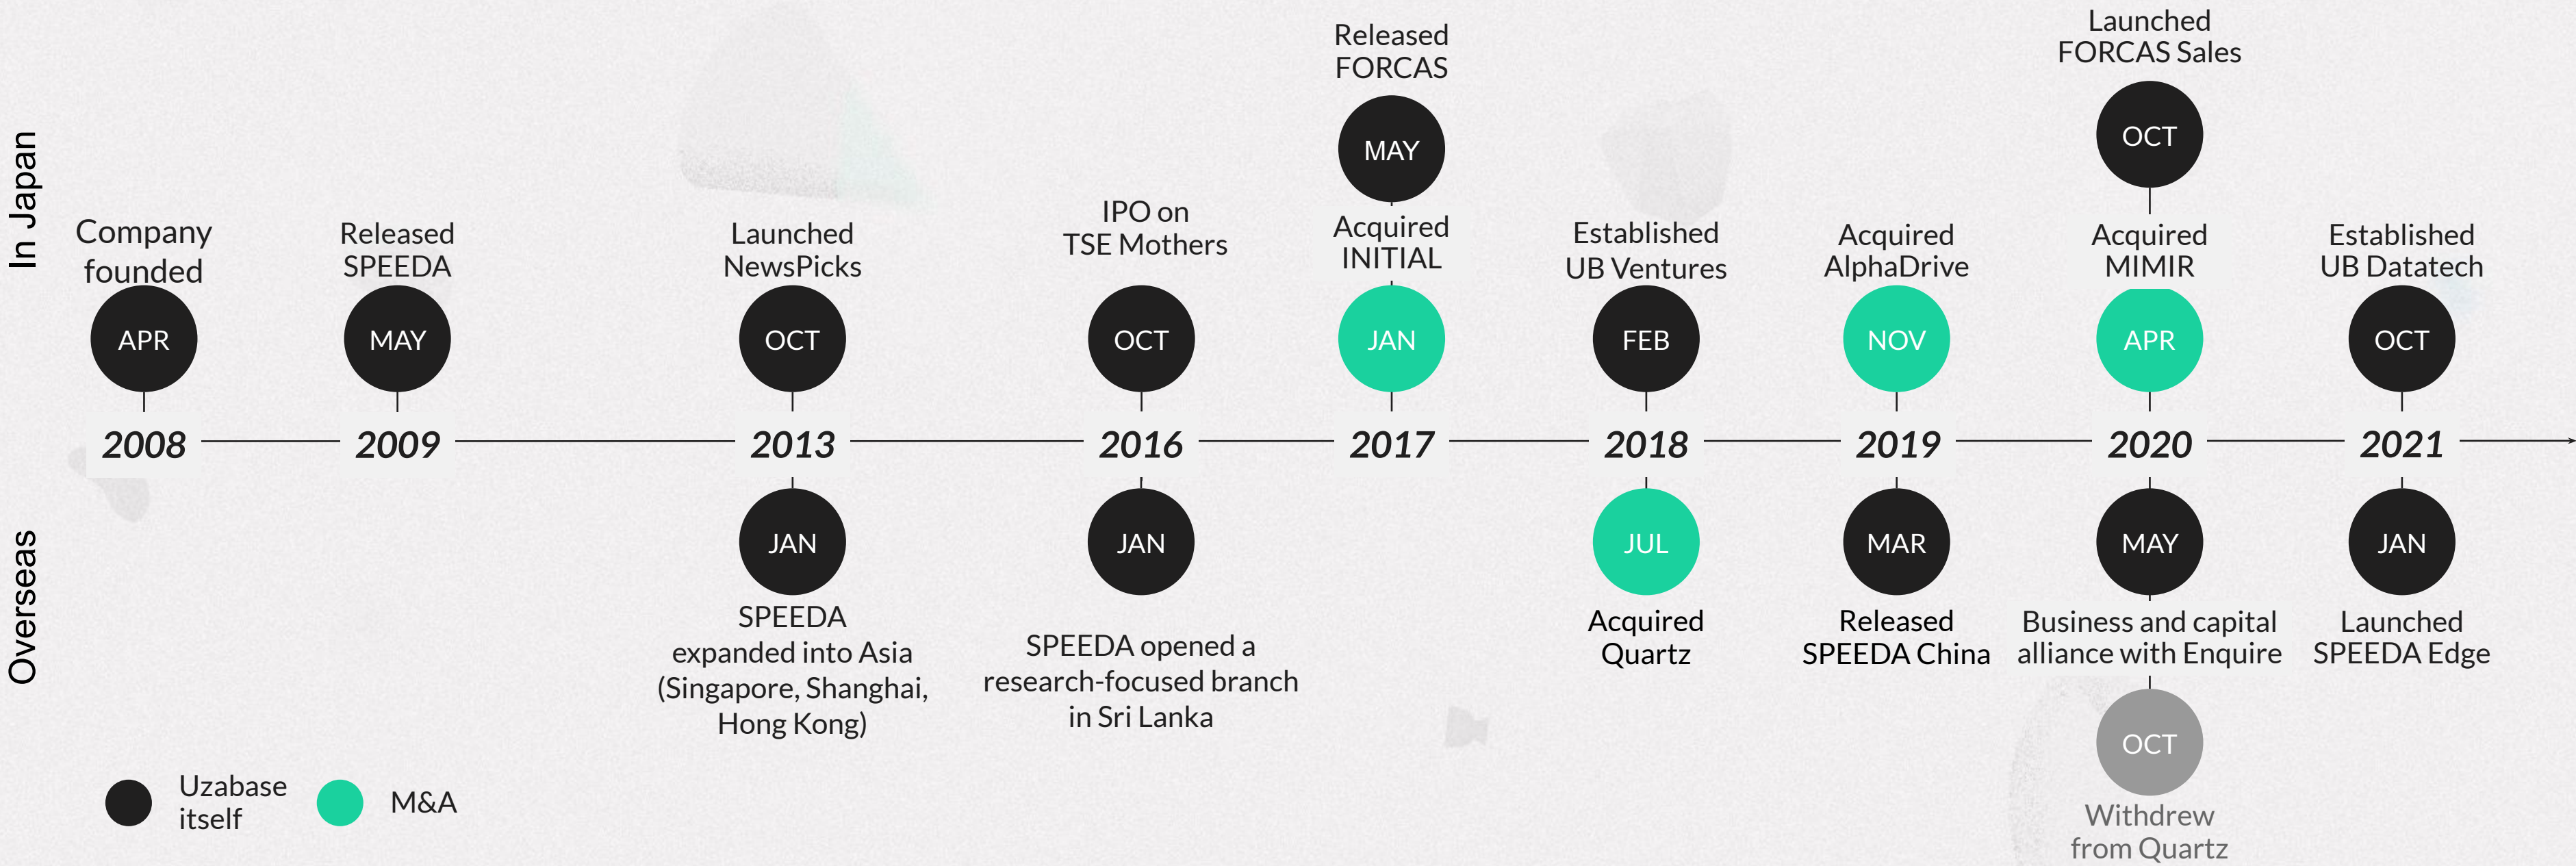 In Japan
Company
founded
APR
2008
Released
SPEEDA
MAY
2009
Launched
NewsPicks
OCT
2013
JAN
SPEEDA
expanded into Asia
(Singapore, Shanghai,
Hong Kong)
IPO on
TSE Mothers
OCT
2016
JAN
SPEEDA opened a
research-focused branch
in Sri Lanka
Released
FORCAS
MAY
Acquired
INITIAL
JAN
2017
Established
UB Ventures
FEB
2018
JUL
Acquired
Quartz
Acquired
AlphaDrive
NOV
2019
MAR
Released
SPEEDA China
Launched
FORCAS Sales
OCT
Acquired
MIMIR
APR
2020
MAY
Business and capital
alliance with Enquire
OCT
Withdrew
from Quartz
Established
UB Datatech
OCT
2021
JAN
Launched
SPEEDA Edge
Overseas
Uzabase
itself
M&A